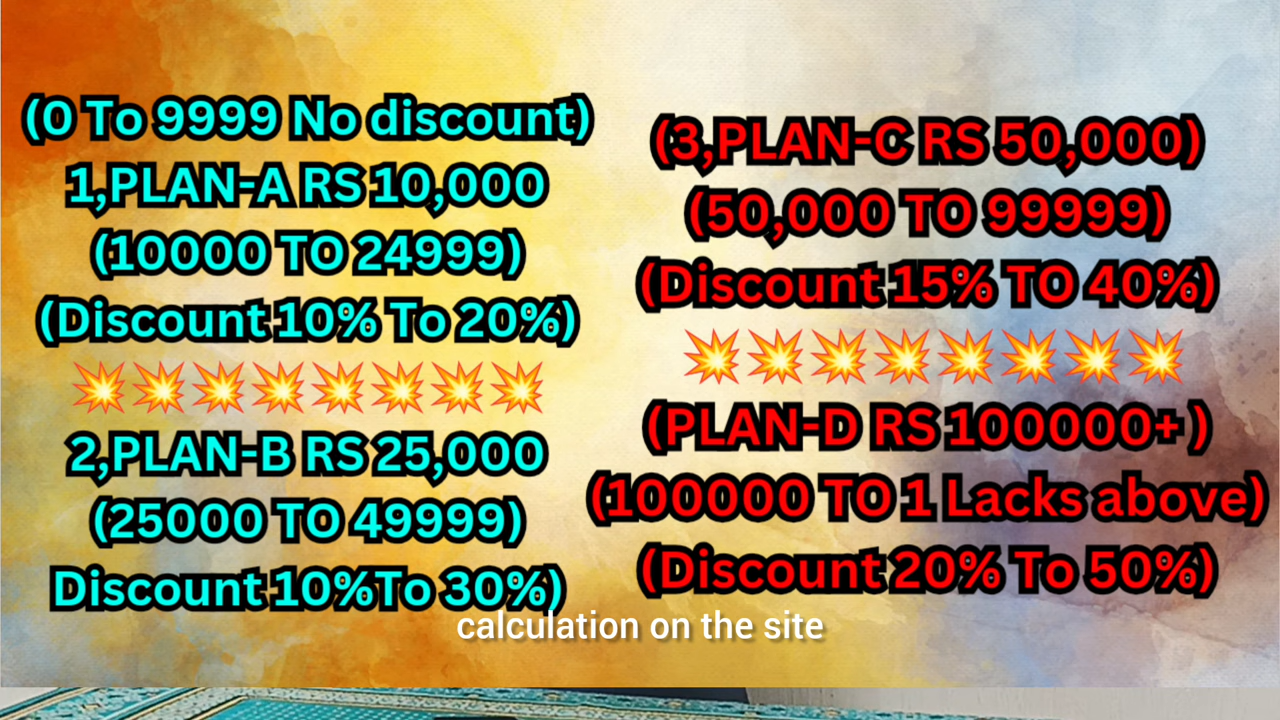 (0 To 9999 No discount)
1,PLAN-A RS 10,000
(10000 TO 24999)
(Discount 10% To 20%)
💥💥💥💥💥💥💥💥
2,PLAN-B RS 25,000
(25000 TO 49999)
Discount 10%To 30%)
(3,PLAN-C RS 50,000)
(50,000 TO 99999)
(Discount 15% TO 40%)
💥💥💥💥💥💥💥💥
(PLAN-D RS 100000+ )
(100000 TO 1 Lacks above)
(Discount 20% To 50%)
calculation on the site